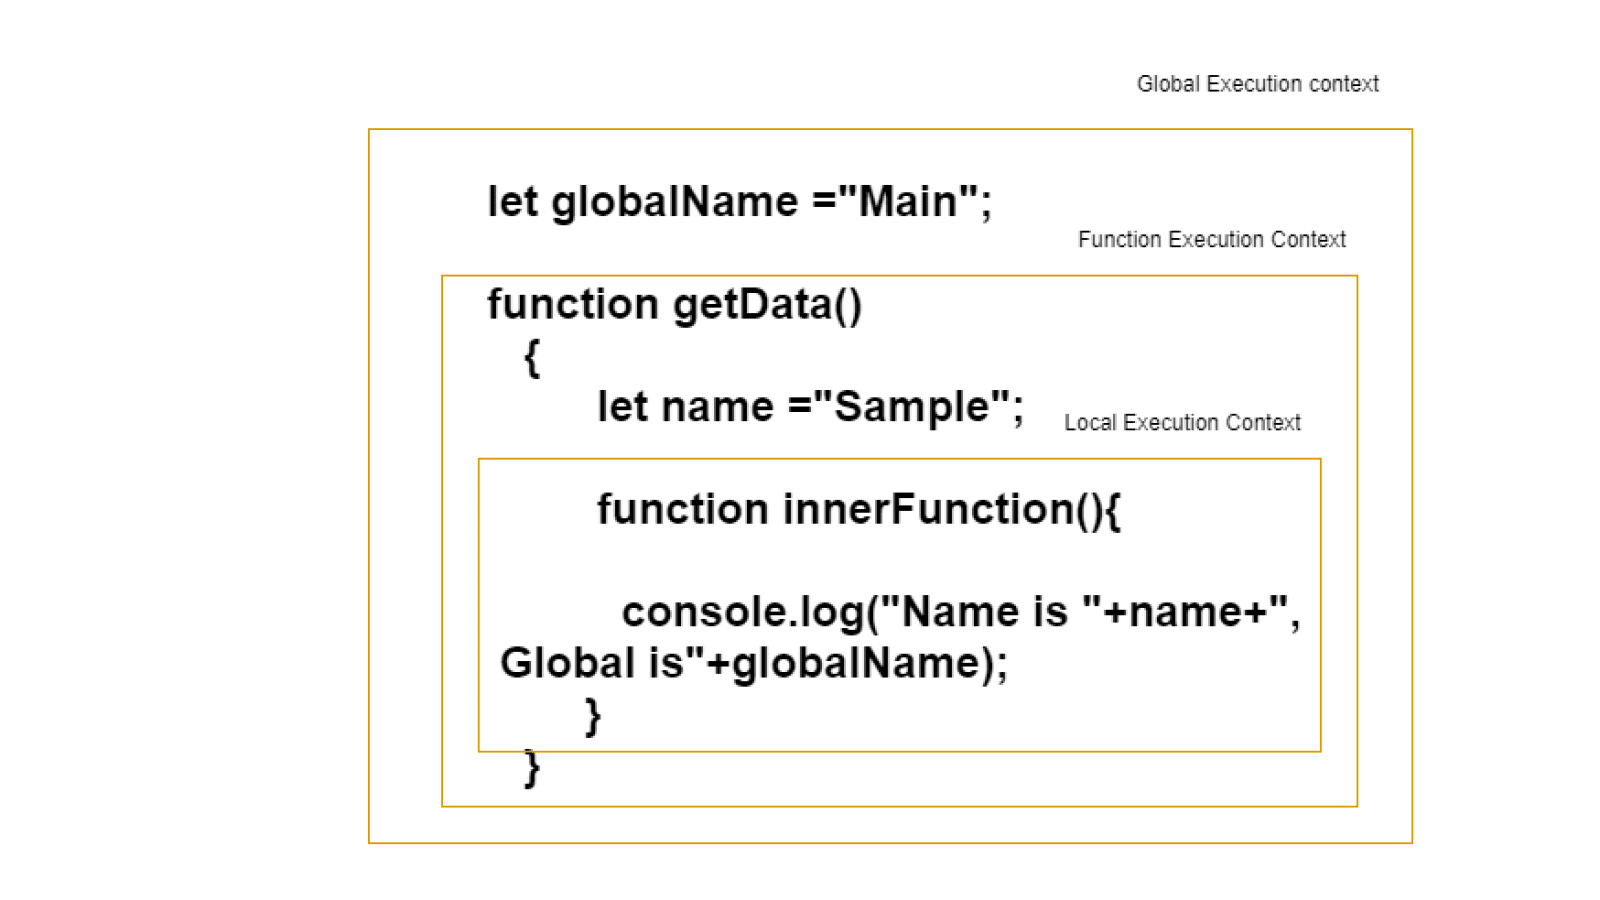 Global Execution context
let globalName ="Main";
Function Execution Context
function getData()
{
let name ="Sample";
Local Execution Context
function innerFunction(){
console.log("Name is "+name+",
Global is"+globalName);
}
}